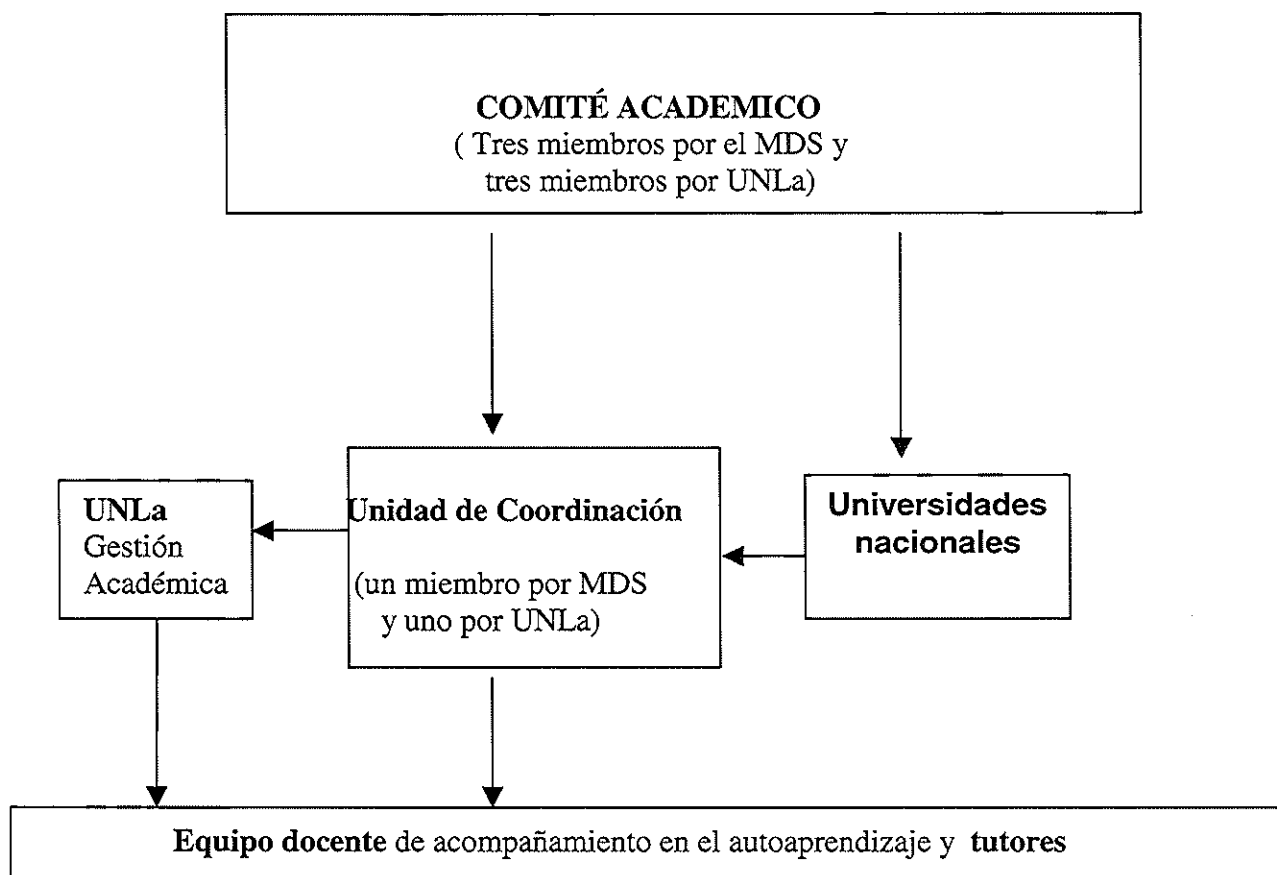 COMITÉ ACADEMICO
( Tres miembros por el MDS y
tres miembros por UNLa)
UNLa
Gestión
Académica
Unidad de Coordinación
(un miembro por MDS
y uno por UNLa)
Universidades
nacionales
Equipo docente de acompañamiento en el autoaprendizaje y tutores